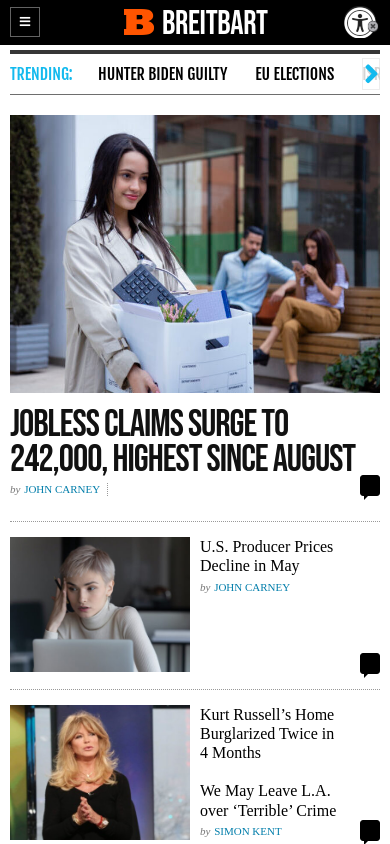 BREITBART
TRENDING:
HUNTER BIDEN GUILTY
EU ELECTIONS
JOBLESS CLAIMS SURGE TO
242,000, HIGHEST SINCE AUGUST
by JOHN CARNEY
U.S. Producer Prices
Decline in May
by JOHN CARNEY
Kurt Russell’s Home
Burglarized Twice in
4 Months
We May Leave L.A.
over ‘Terrible’ Crime
by SIMON KENT